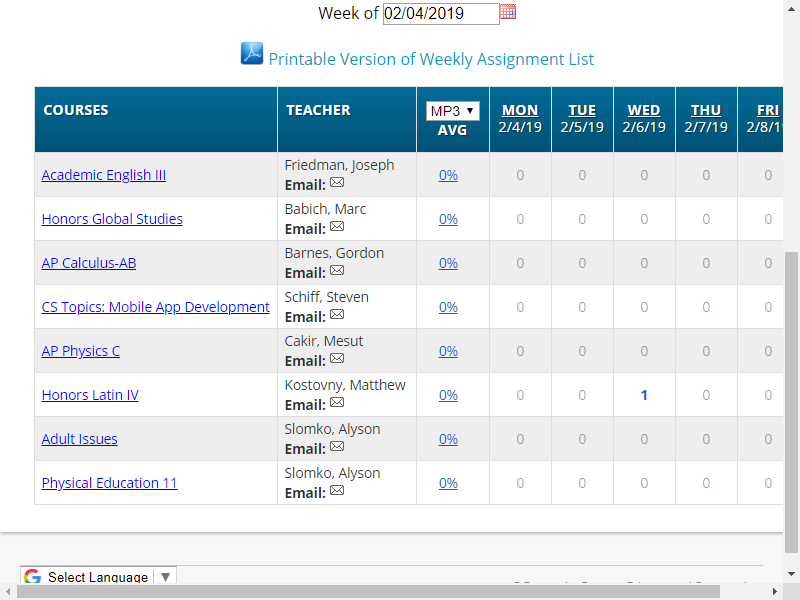 Week of 02/04/2019
Printable Version of Weekly Assignment List
COURSES TEACHER MP3 ▼ AVG MON 2/4/19 TUE 2/5/19 WED 2/6/19 THU 2/7/19 FRI 2/8/1
Academic English III Friedman, Joseph 0% 0 0 0 0 0
Email:
Honors Global Studies Babich, Marc 0% 0 0 0 0 0
Email:
AP Calculus-AB Barnes, Gordon 0% 0 0 0 0 0
Email:
CS Topics: Mobile App Development Schiff, Steven 0% 0 0 0 0 0
Email:
AP Physics C Cakir, Mesut 0% 0 0 0 0 0
Email:
Honors Latin IV Kostovny, Matthew 0% 0 0 1 0 0
Email:
Adult Issues Slomko, Alyson 0% 0 0 0 0 0
Email:
Physical Education 11 Slomko, Alyson 0% 0 0 0 0 0
Email:
Select Language ▼